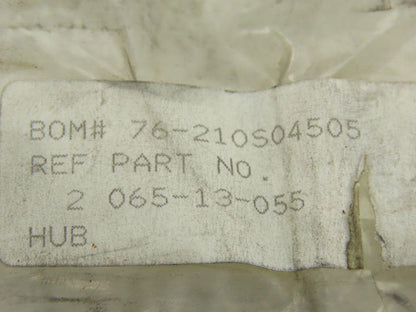 BOM# 76-210S04505
REF PART NO.
2 065-13-055
HUB